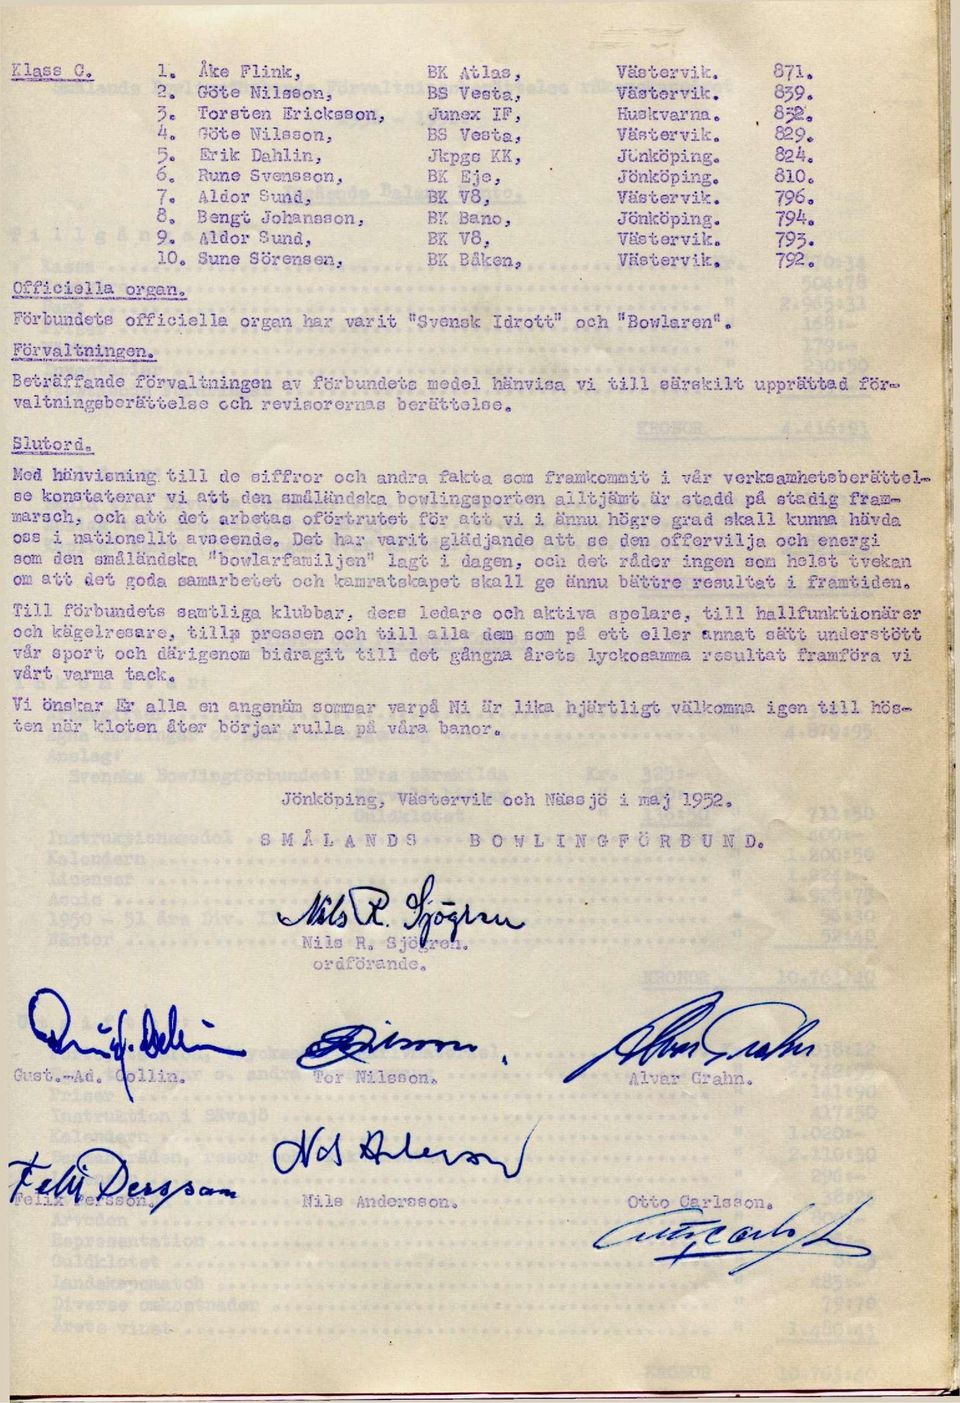 Klass C. 1. Åke Flink, BK Atlas, Västervik. 871.
2. Göte Nilsson, BS Vesta, Västervik. 859.
3. Torsten Ericksson, Junex IF, Huskvarna. 852.
4. Göte Nilsson, BS Vesta, Västervik. 829.
5. Erik Dahlin, Jkpgs KK, Jönköping. 824.
6. Rune Svensson, BK Eje, Jönköping. 810.
7. Aldor Sund, BK V8, Västervik. 796.
8. Bengt Johansson, BK Bano, Jönköping. 794.
9. Aldor Sund, BK V8, Västervik. 793.
10. Sune Sörensen, BK Båken, Västervik. 792.
Officiella organ.
Förbundets officiella organ har varit "Svensk Idrott" och "Bowlaren".
Förvaltningen.
Beträffande förvaltningen av förbundets medel hänvisa vi till särskilt upprättad för-
valtningsberättelse och revisorernas berättelse.
Slutord.
Med hänvisning till de siffror och andra fakta som framkommit i vår verksamhetsberättel-
se konstaterar vi att den småländska bowlingsporten alltjämt är stadd på stadig fram-
marsch, och att det arbetas oförtrutet för att vi i ännu högre grad skall kunna hävda
oss i nationellt avseende. Det har varit glädjande att se den offervilja och energi
som den småländska "bowlarfamiljen" lagt i dagen, och det råder ingen som helst tvekan
om att det goda samarbetet och kamratskapet skall ge ännu bättre resultat i framtiden.
Till förbundets samtliga klubbar, dess ledare och aktiva spelare, till hallfunktionärer
och kägelresare, till pressen och till alla dem som på ett eller annat sätt understött
vår sport och därigenom bidragit till det gångna årets lyckosamma resultat framföra vi
vårt varma tack.
Vi önskar Er alla en angenäm sommar varpå Ni är lika hjärtligt välkomna igen till hös-
ten när kloten åter börjar rulla på våra banor.
Jönköping, Västervik och Nässjö i maj 1952.
SMÅLANDS BOWLINGFÖRBUND.
Nils R. Sjögren
Nils R. Sjögren.
ordförande.
Alvar Crahn
Gust.-Ad. Collin. Tor Nilsson. Alvar Crahn.
Felix Persson Nils Andersson
Felix Persson. Nils Andersson. Otto Carlsson.
Otto Carlsson